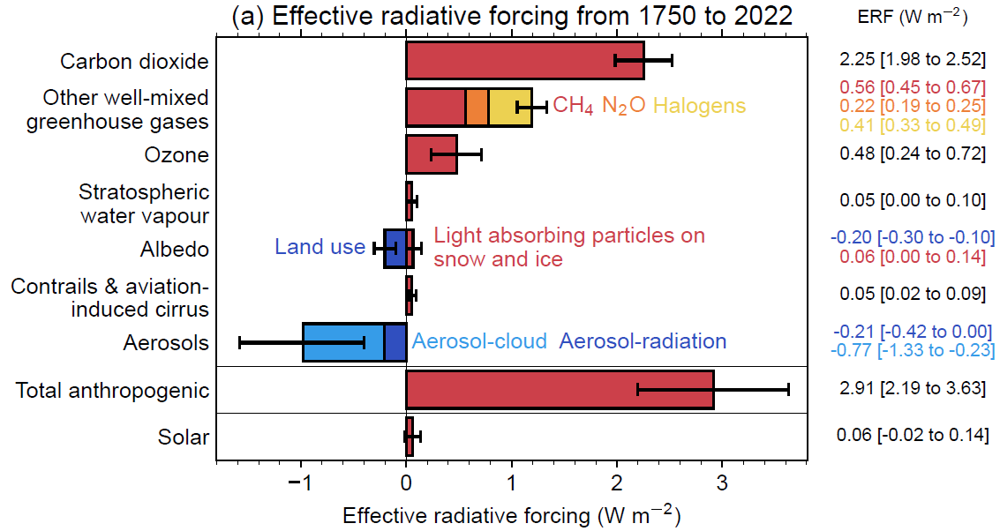 (a) Effective radiative forcing from 1750 to 2022
ERF (W m⁻²)
Carbon dioxide
2.25 [1.98 to 2.52]
Other well-mixed
greenhouse gases
CH₄ N₂O Halogens
0.56 [0.45 to 0.67]
0.22 [0.19 to 0.25]
0.41 [0.33 to 0.49]
Ozone
0.48 [0.24 to 0.72]
Stratospheric
water vapour
0.05 [0.00 to 0.10]
Albedo
Land use
Light absorbing particles on
snow and ice
-0.20 [-0.30 to -0.10]
0.06 [0.00 to 0.14]
Contrails & aviation-
induced cirrus
0.05 [0.02 to 0.09]
Aerosols
Aerosol-cloud Aerosol-radiation
-0.21 [-0.42 to 0.00]
-0.77 [-1.33 to -0.23]
Total anthropogenic
2.91 [2.19 to 3.63]
Solar
0.06 [-0.02 to 0.14]
−1 0 1 2 3
Effective radiative forcing (W m⁻²)